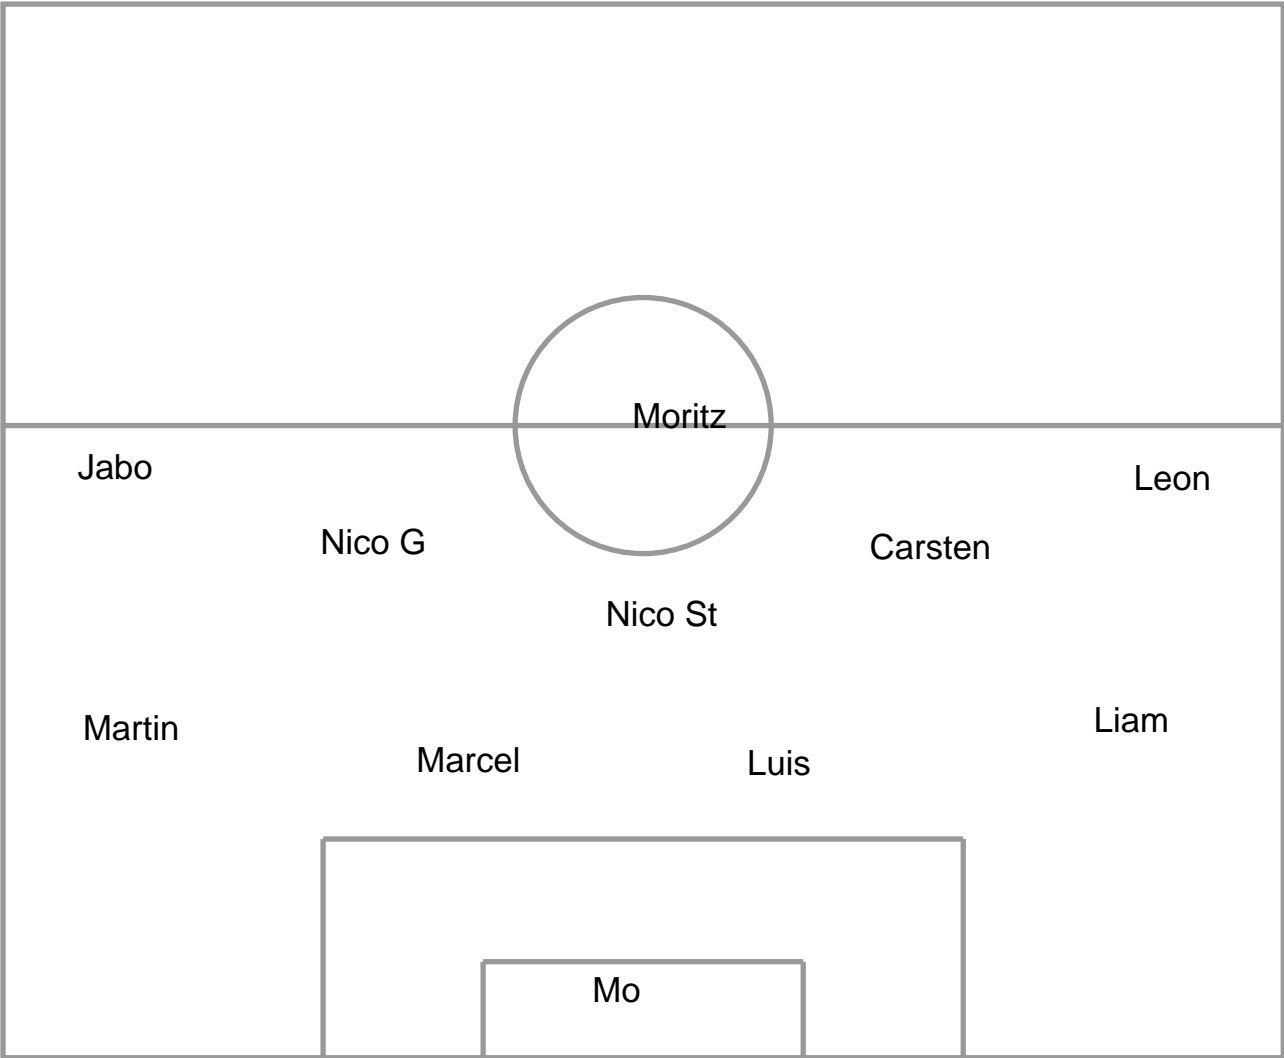 Moritz
Jabo
Leon
Nico G
Carsten
Nico St
Martin
Liam
Marcel
Luis
Mo